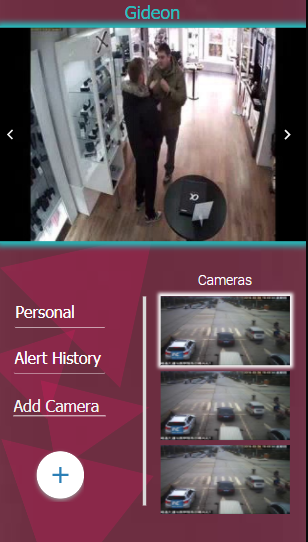 Gideon
Cameras
Personal
Alert History
Add Camera
+